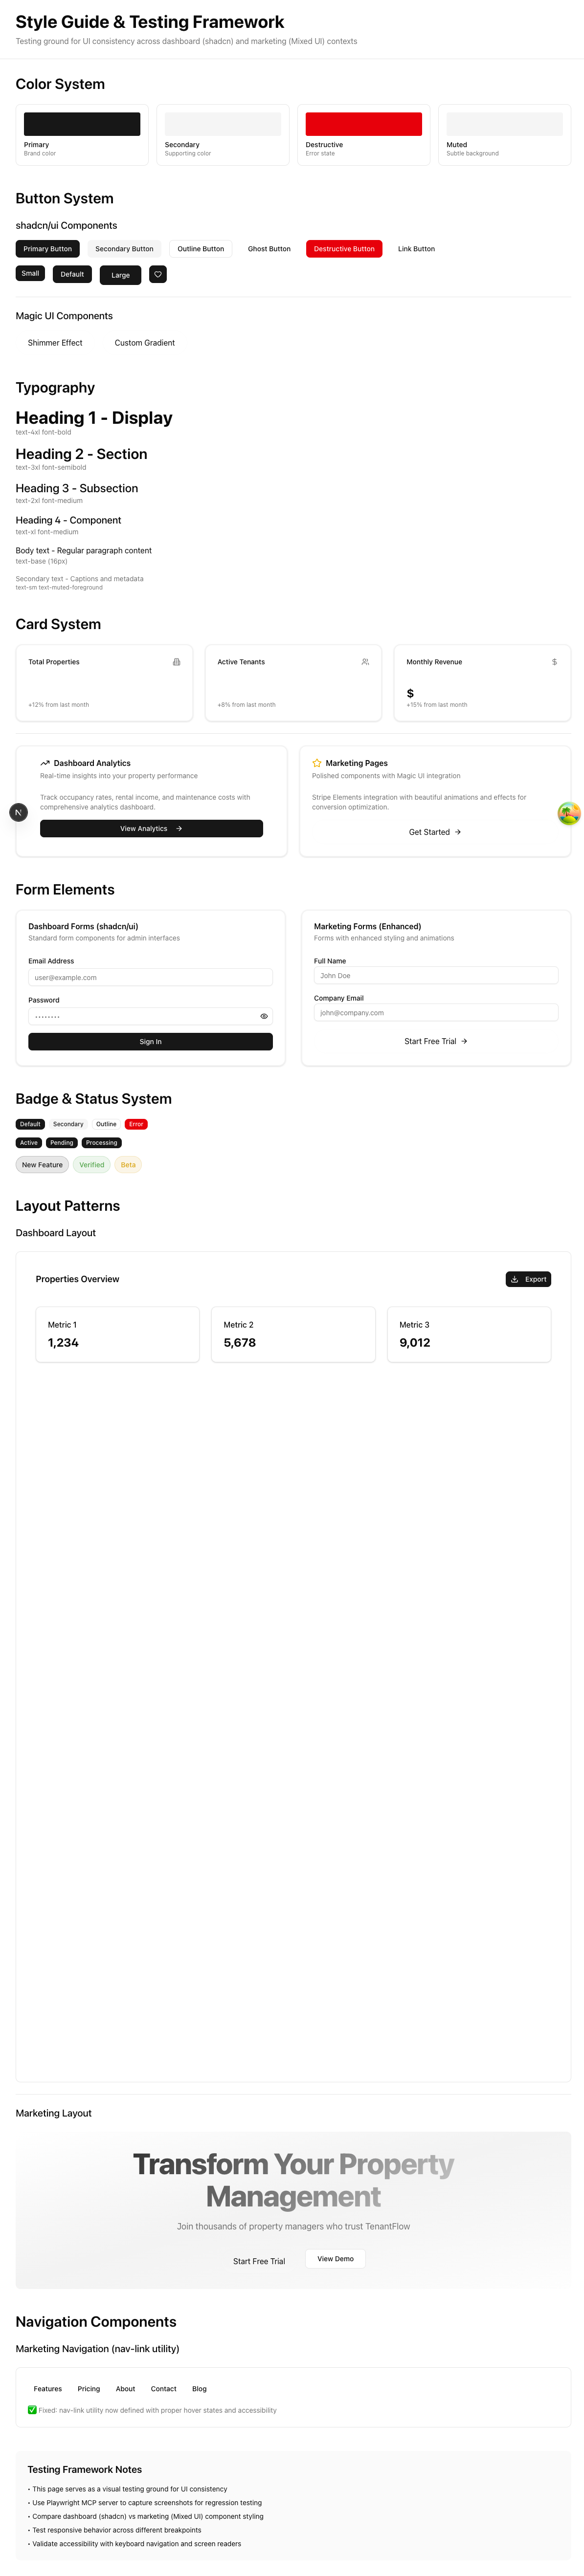 Style Guide & Testing Framework
Testing ground for UI consistency across dashboard (shadcn) and marketing (Mixed UI) contexts
Color System
Primary
Brand color
Secondary
Supporting color
Destructive
Error state
Muted
Subtle background
Button System
shadcn/ui Components
Primary Button
Secondary Button
Outline Button
Ghost Button
Destructive Button
Link Button
Small
Default
Large
Magic UI Components
Shimmer Effect
Custom Gradient
Typography
Heading 1 - Display
text-4xl font-bold
Heading 2 - Section
text-3xl font-semibold
Heading 3 - Subsection
text-2xl font-medium
Heading 4 - Component
text-xl font-medium
Body text - Regular paragraph content
text-base (16px)
Secondary text - Captions and metadata
text-sm text-muted-foreground
Card System
Total Properties
+12% from last month
Active Tenants
+8% from last month
Monthly Revenue
$
+15% from last month
Dashboard Analytics
Real-time insights into your property performance
Track occupancy rates, rental income, and maintenance costs with
comprehensive analytics dashboard.
View Analytics
Marketing Pages
Polished components with Magic UI integration
Stripe Elements integration with beautiful animations and effects for
conversion optimization.
Get Started
N
Form Elements
Dashboard Forms (shadcn/ui)
Standard form components for admin interfaces
Email Address
user@example.com
Password
••••••••
Sign In
Marketing Forms (Enhanced)
Forms with enhanced styling and animations
Full Name
John Doe
Company Email
john@company.com
Start Free Trial
Badge & Status System
Default
Secondary
Outline
Error
Active
Pending
Processing
New Feature
Verified
Beta
Layout Patterns
Dashboard Layout
Properties Overview
Export
Metric 1
1,234
Metric 2
5,678
Metric 3
9,012
Marketing Layout
Transform Your Property
Management
Join thousands of property managers who trust TenantFlow
Start Free Trial
View Demo
Navigation Components
Marketing Navigation (nav-link utility)
Features
Pricing
About
Contact
Blog
✅ Fixed: nav-link utility now defined with proper hover states and accessibility
Testing Framework Notes
• This page serves as a visual testing ground for UI consistency
• Use Playwright MCP server to capture screenshots for regression testing
• Compare dashboard (shadcn) vs marketing (Mixed UI) component styling
• Test responsive behavior across different breakpoints
• Validate accessibility with keyboard navigation and screen readers